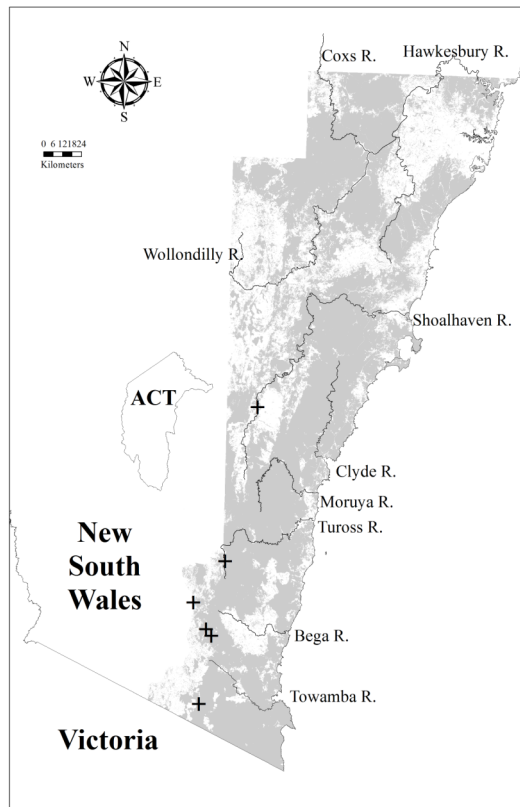 Coxs R.
Hawkesbury R.
N
W E
S
0 6 121824
Kilometers
Wollondilly R.
Shoalhaven R.
ACT
Clyde R.
Moruya R.
Tuross R.
New
South
Wales
Bega R.
Towamba R.
Victoria